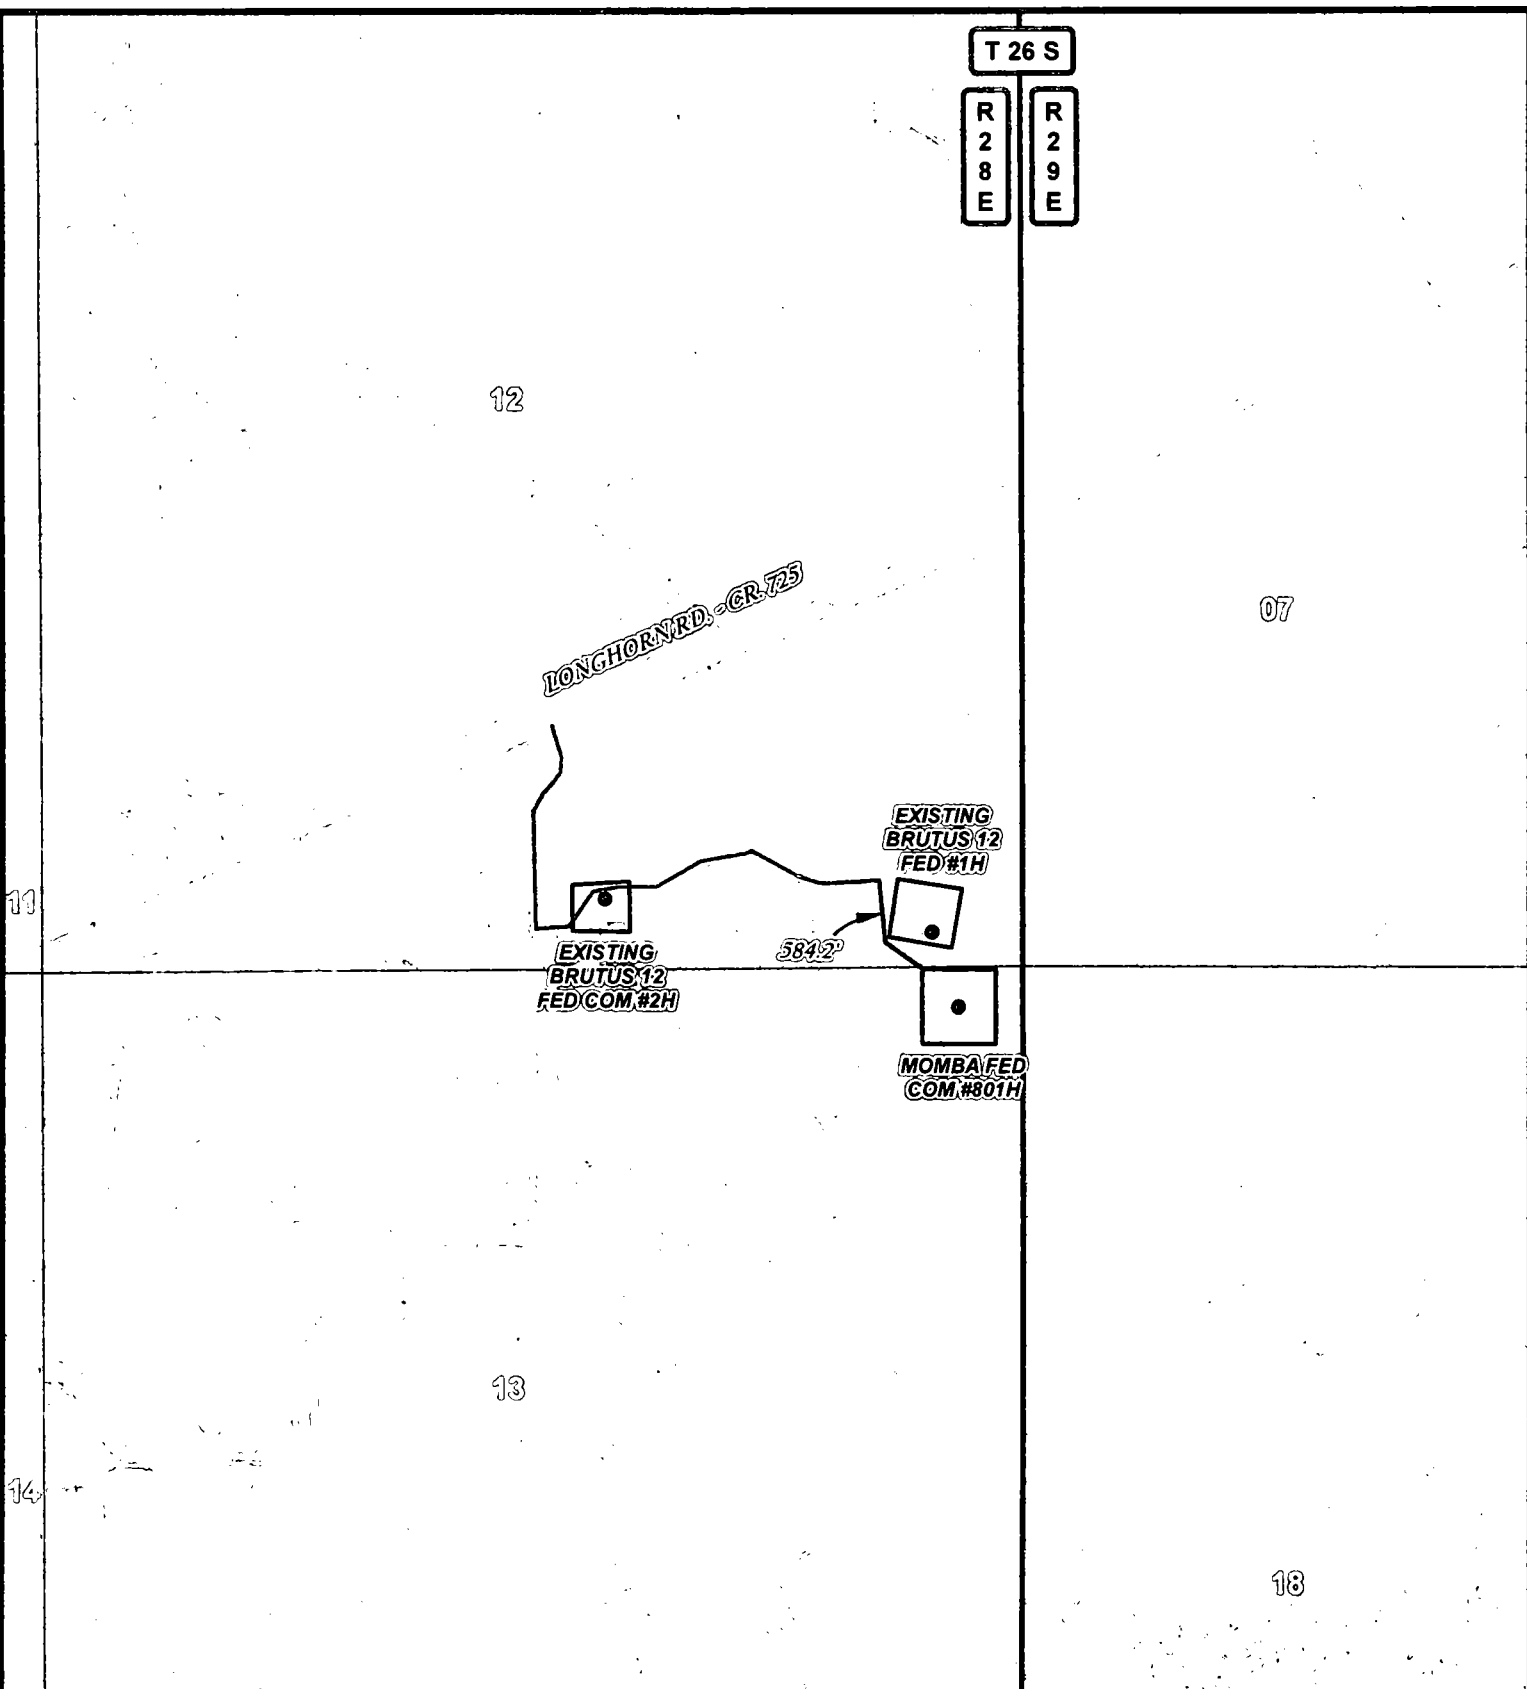 T 26 S
R
2
8
E
R
2
9
E
12
07
LONGHORN RD. - CR. 725
EXISTING
BRUTUS 12
FED #1H
11
584.2'
EXISTING
BRUTUS 12
FED COM #2H
MOMBA FED
COM #801H
13
14
18